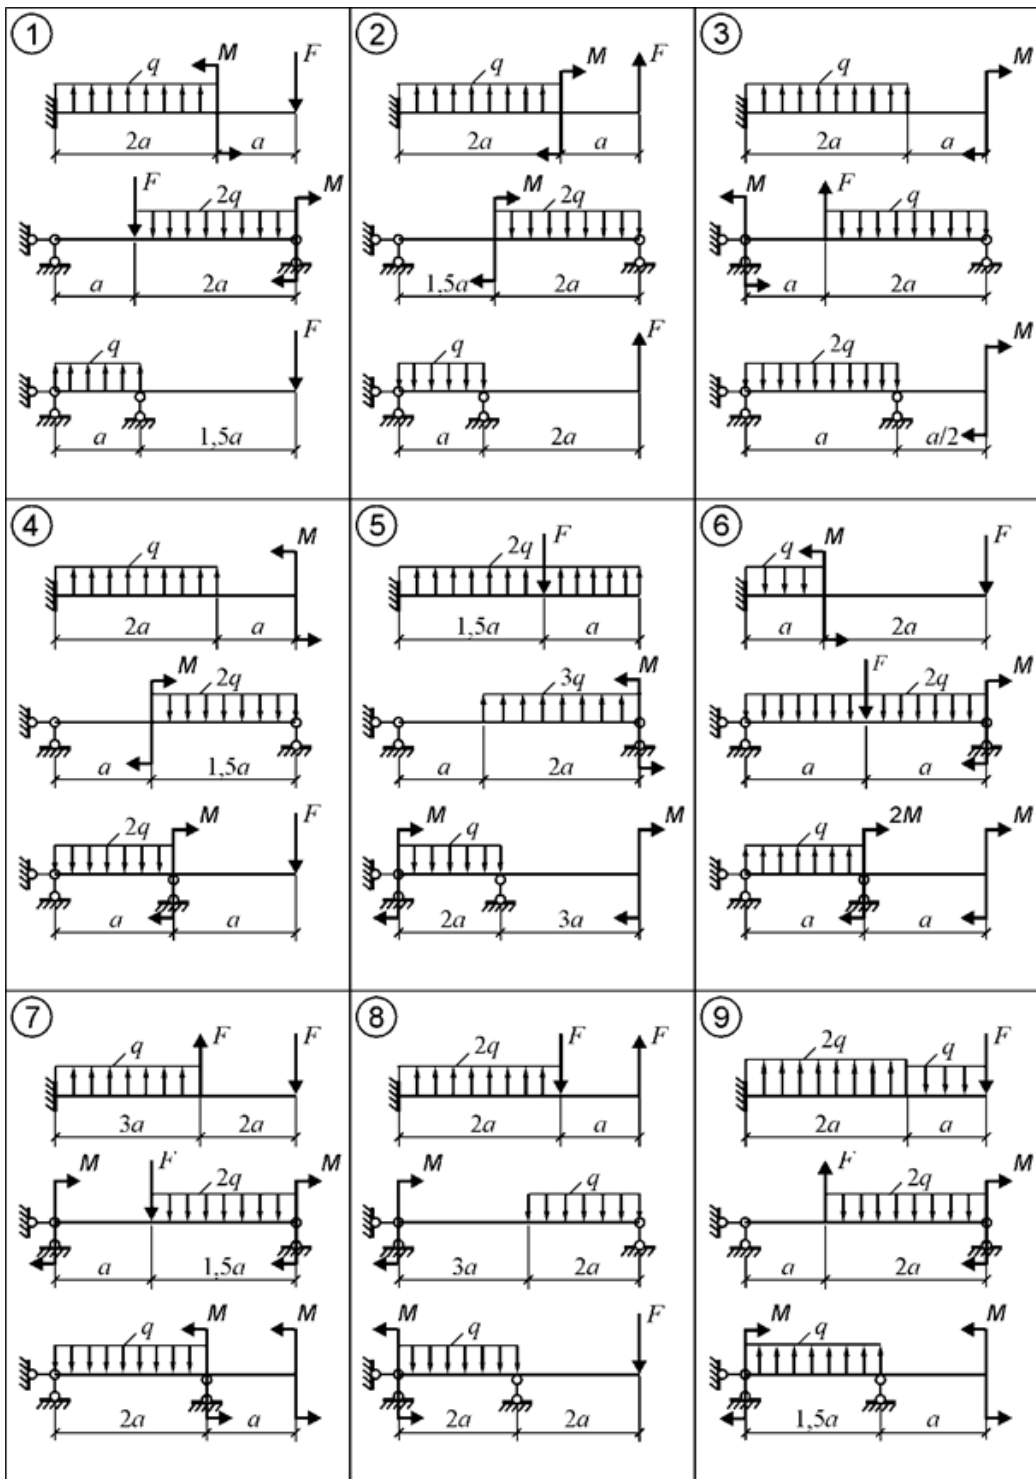 1
q M F
2a a
F 2q M
a 2a
q F
a 1,5a
2
q M F
2a a
M 2q
1,5a 2a
q F
a 2a
3
q M
2a a
M F q
a 2a
2q M
a a/2
4
q M
2a a
M 2q
a 1,5a
2q M F
a a
5
2q F
1,5a a
3q M
a 2a
M q M
2a 3a
6
q M F
a 2a
F 2q M
a a
q 2M M
a a
7
q F F
3a 2a
M F 2q M
a 1,5a
q M M
2a a
8
2q F F
2a a
M q
3a 2a
M q F
2a 2a
9
2q q F
2a a
F 2q M
a 2a
M q M
1,5a a